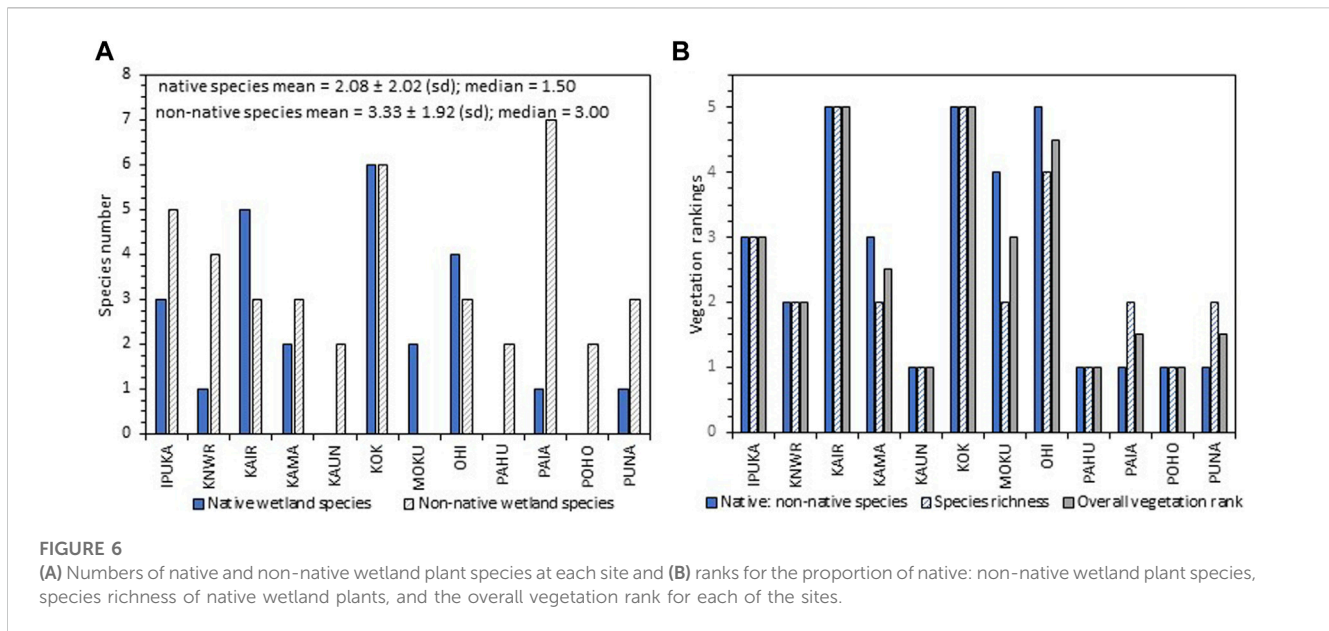 A
8
7
6
5
4
3
2
1
0
Species number
native species mean = 2.08 ± 2.02 (sd); median = 1.50
non-native species mean = 3.33 ± 1.92 (sd); median = 3.00
IPUKA
KNWR
KAIR
KAMA
KAUN
KOK
MOKU
OHI
PAHU
PAIA
POHO
PUNA
Native wetland species
Non-native wetland species
B
5
4
3
2
1
0
Vegetation rankings
IPUKA
KNWR
KAIR
KAMA
KAUN
KOK
MOKU
OHI
PAHU
PAIA
POHO
PUNA
Native: non-native species
Species richness
Overall vegetation rank
FIGURE 6
(A) Numbers of native and non-native wetland plant species at each site and (B) ranks for the proportion of native: non-native wetland plant species,
species richness of native wetland plants, and the overall vegetation rank for each of the sites.